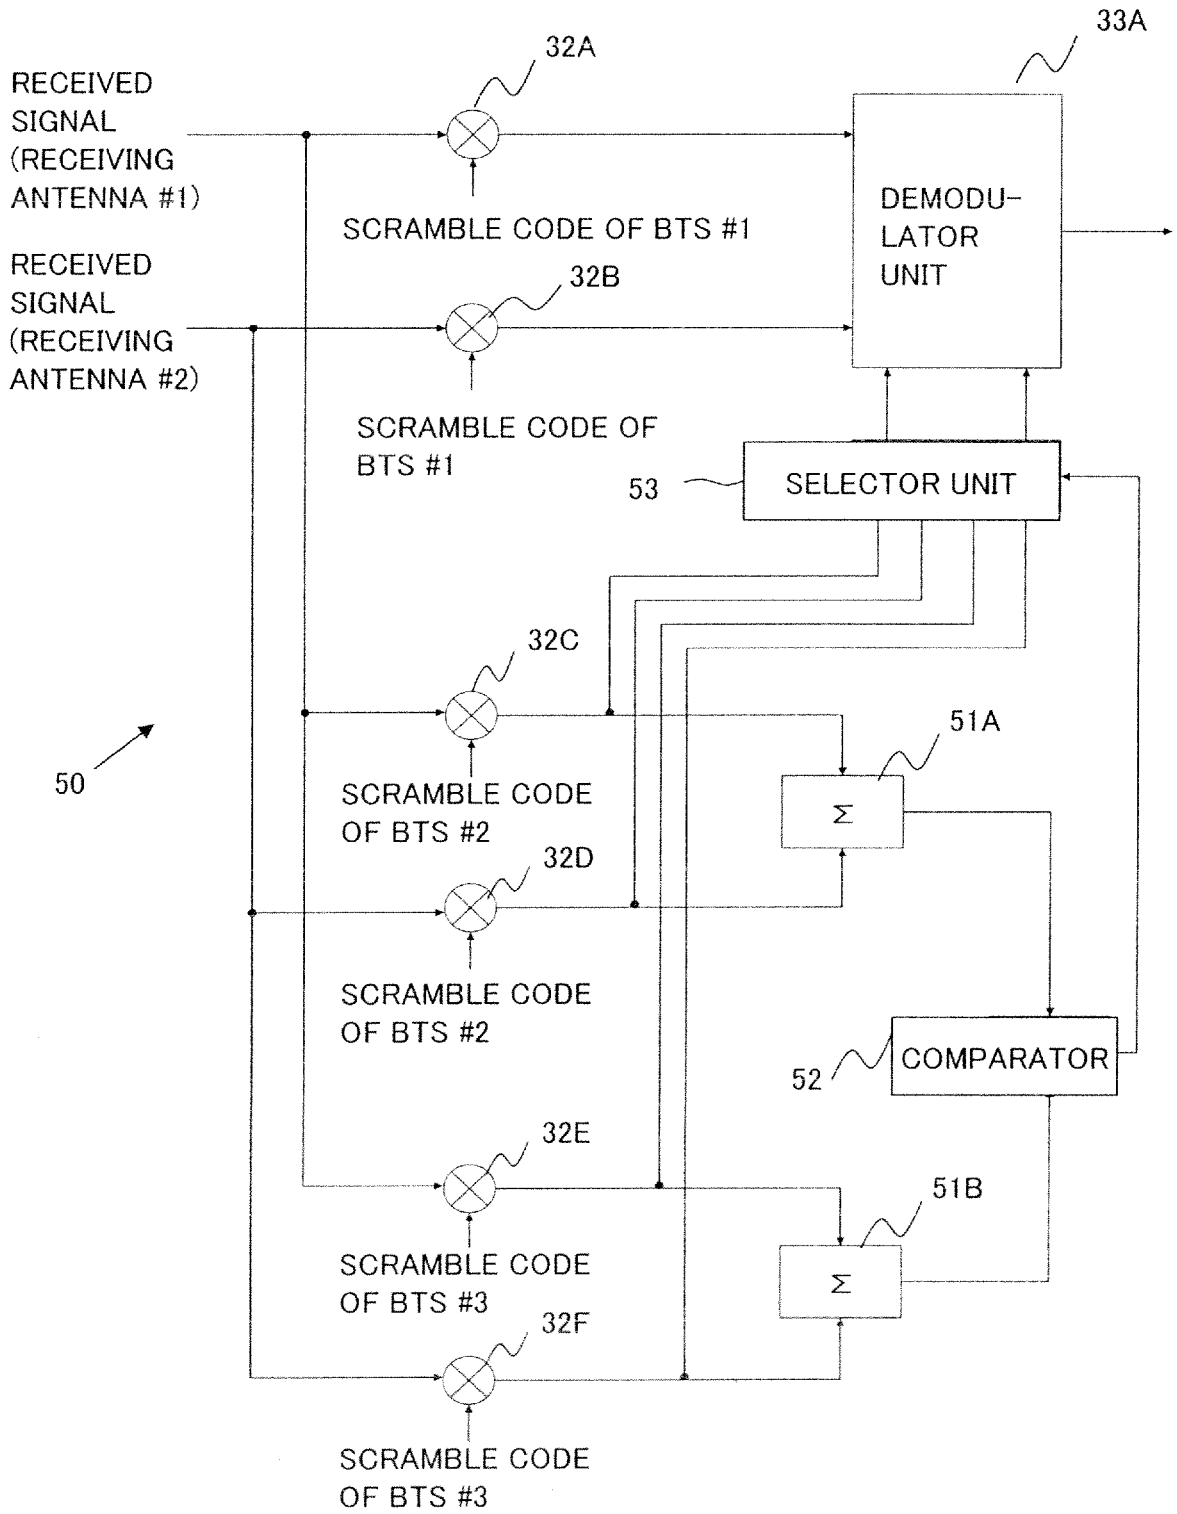 33A
32A
RECEIVED
SIGNAL
(RECEIVING
ANTENNA #1)
SCRAMBLE CODE OF BTS #1
DEMODU-
LATOR
UNIT
RECEIVED
SIGNAL
(RECEIVING
ANTENNA #2)
32B
SCRAMBLE CODE OF
BTS #1
53
SELECTOR UNIT
32C
50
SCRAMBLE CODE
OF BTS #2
51A
Σ
32D
SCRAMBLE CODE
OF BTS #2
52
COMPARATOR
32E
SCRAMBLE CODE
OF BTS #3
51B
Σ
32F
SCRAMBLE CODE
OF BTS #3